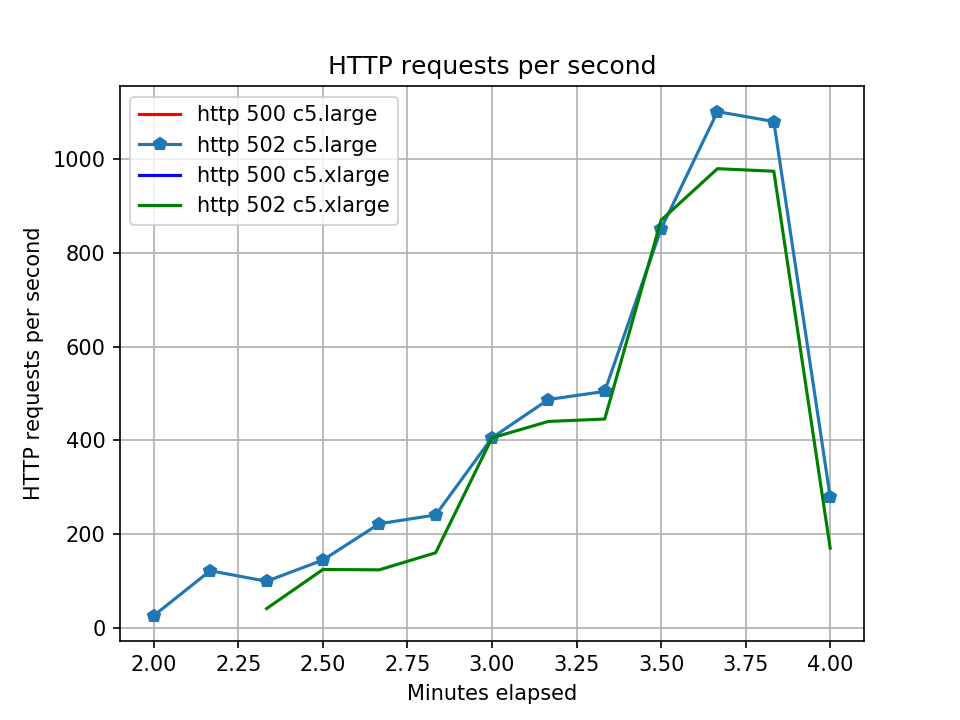 HTTP requests per second
http 500 c5.large
http 502 c5.large
http 500 c5.xlarge
http 502 c5.xlarge
HTTP requests per second
1000
800
600
400
200
0
2.00 2.25 2.50 2.75 3.00 3.25 3.50 3.75 4.00
Minutes elapsed